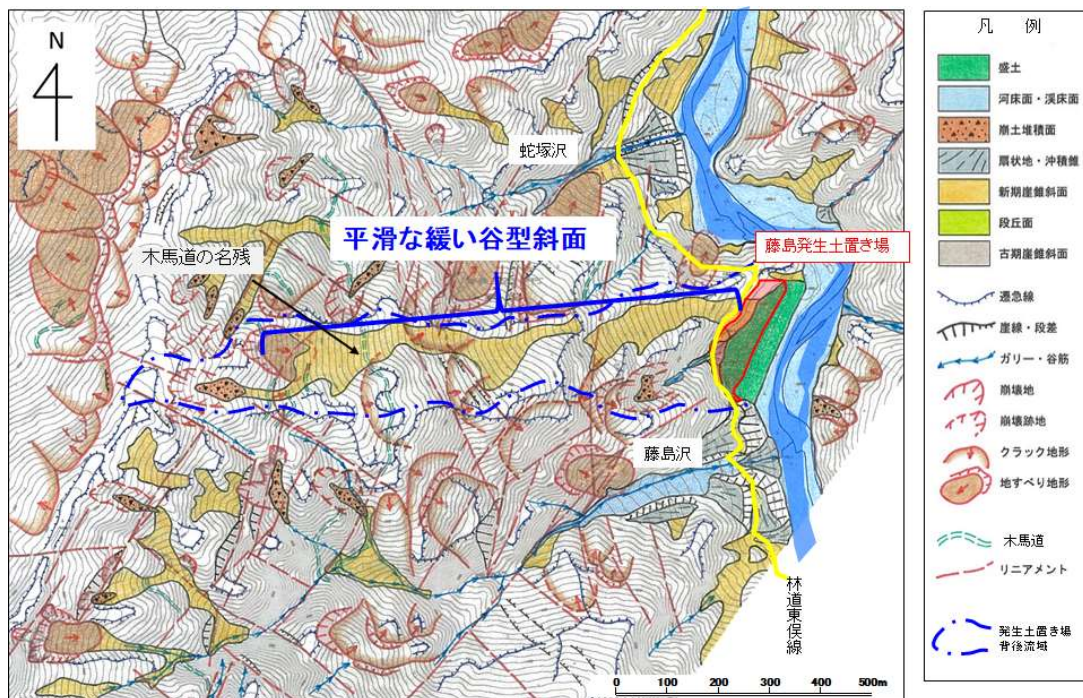 N
蛇塚沢
平滑な緩い谷型斜面
木馬道の名残
藤島発生土置き場
藤島沢
林道東俣線
0 100 200 300 400 500m
凡 例
盛土
河床面・渓床面
崩土堆積面
扇状地・沖積錐
新期崖錐斜面
段丘面
古期崖錐斜面
遷急線
崖線・段差
ガリー・谷筋
崩壊地
崩壊跡地
クラック地形
地すべり地形
木馬道
リニアメント
発生土置き場
背後流域